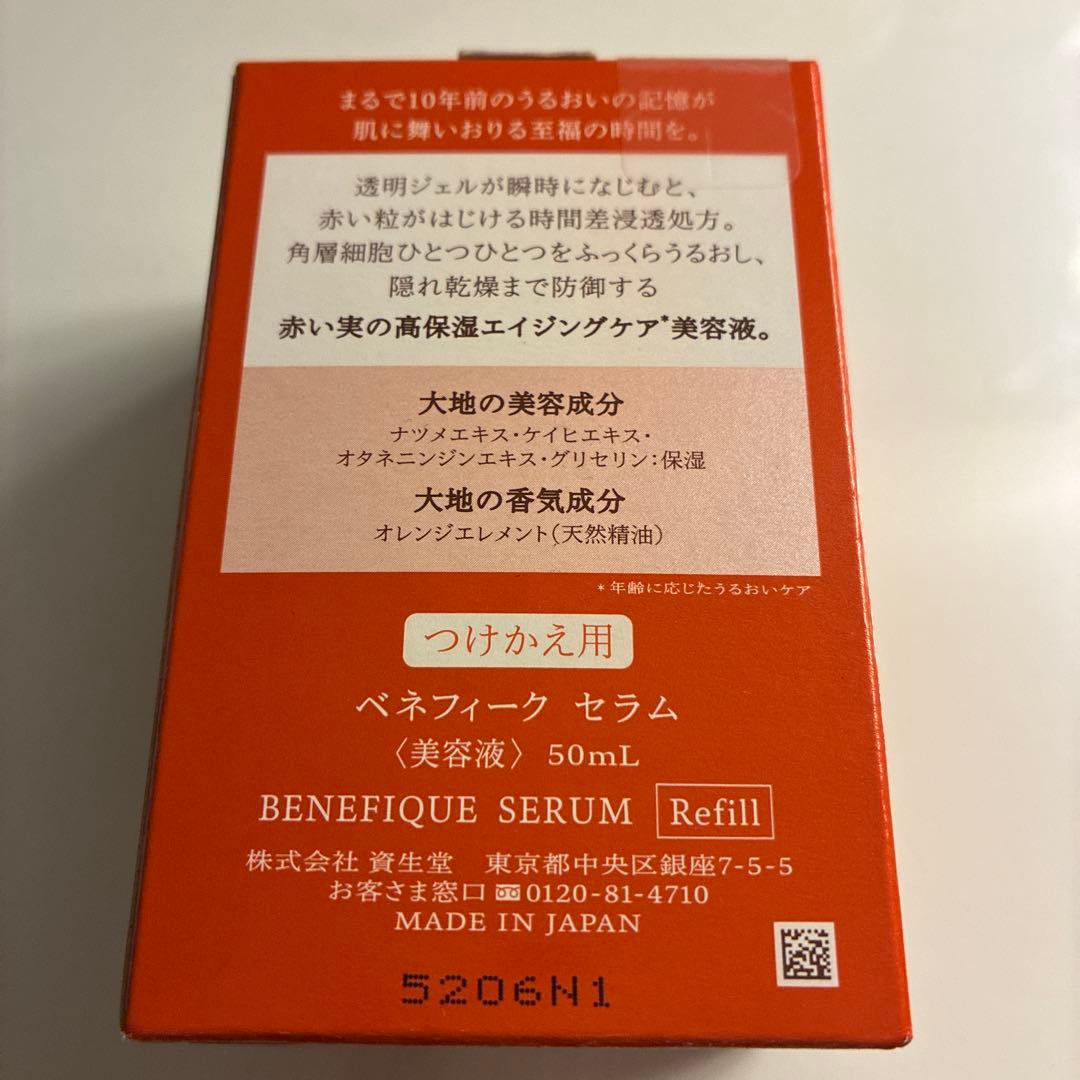 まるで10年前のうるおいの記憶が
肌に舞いおりる至福の時間を。
透明ジェルが瞬時になじむと、
赤い粒がはじける時間差浸透処方。
角層細胞ひとつひとつをふっくらうるおし、
隠れ乾燥まで防御する
赤い実の高保湿エイジングケア*美容液。
大地の美容成分
ナツメエキス・ケイヒエキス・
オタネニンジンエキス・グリセリン：保湿
大地の香気成分
オレンジエレメント（天然精油）
*年齢に応じたうるおいケア
つけかえ用
ベネフィーク セラム
〈美容液〉50mL
BENEFIQUE SERUM Refill
株式会社 資生堂 東京都中央区銀座7-5-5
お客さま窓口 0120-81-4710
MADE IN JAPAN
5206N1